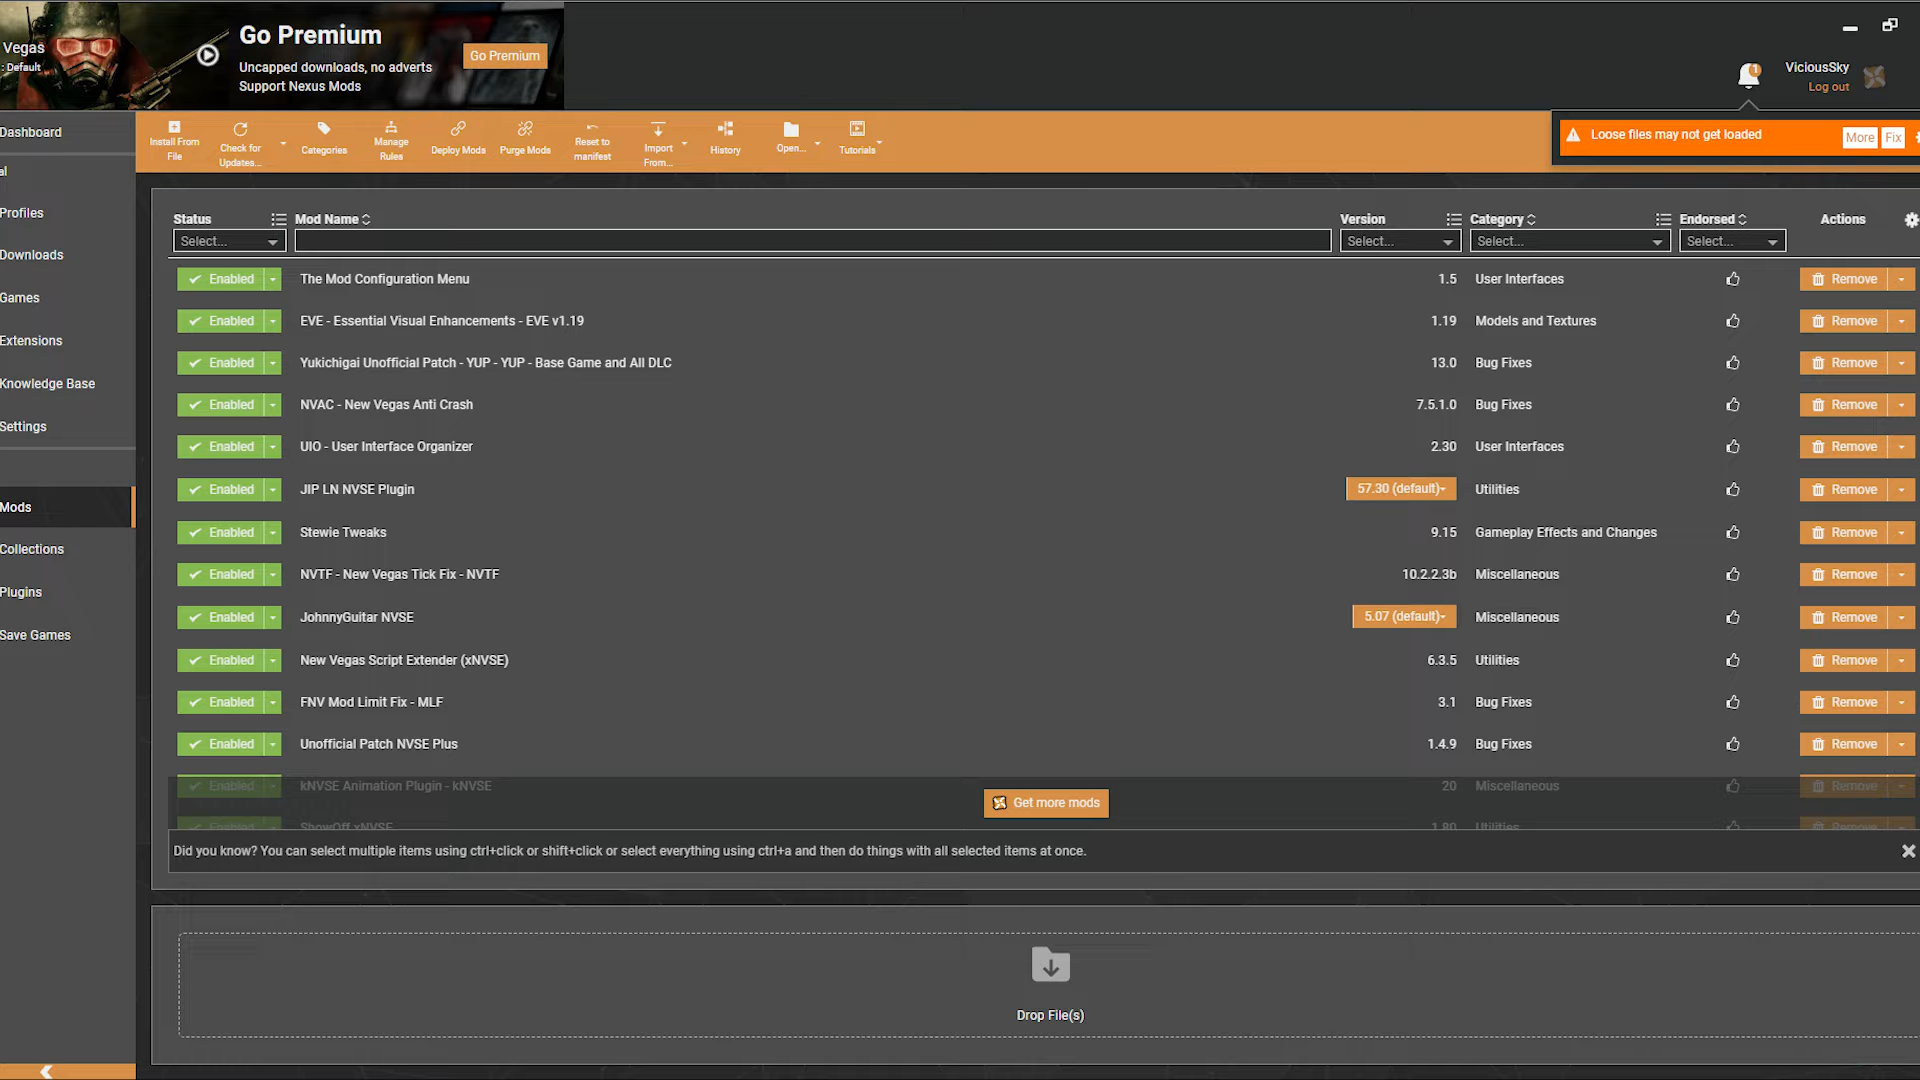 Vegas
: Default
Go Premium
Uncapped downloads, no adverts
Support Nexus Mods
Go Premium
1
ViciousSky
Log out
Loose files may not get loaded
More
Fix
Install From
File
Check for
Updates...
Categories
Manage
Rules
Deploy Mods
Purge Mods
Reset to
manifest
Import
From...
History
Open...
Tutorials
Dashboard
al
Profiles
Downloads
Games
Extensions
Knowledge Base
Settings
Mods
Collections
Plugins
Save Games
Status Mod Name Version Category Endorsed Actions
Select... Select... Select... Select...
Enabled The Mod Configuration Menu 1.5 User Interfaces Remove
Enabled EVE - Essential Visual Enhancements - EVE v1.19 1.19 Models and Textures Remove
Enabled Yukichigai Unofficial Patch - YUP - YUP - Base Game and All DLC 13.0 Bug Fixes Remove
Enabled NVAC - New Vegas Anti Crash 7.5.1.0 Bug Fixes Remove
Enabled UIO - User Interface Organizer 2.30 User Interfaces Remove
Enabled JIP LN NVSE Plugin 57.30 (default) Utilities Remove
Enabled Stewie Tweaks 9.15 Gameplay Effects and Changes Remove
Enabled NVTF - New Vegas Tick Fix - NVTF 10.2.2.3b Miscellaneous Remove
Enabled JohnnyGuitar NVSE 5.07 (default) Miscellaneous Remove
Enabled New Vegas Script Extender (xNVSE) 6.3.5 Utilities Remove
Enabled FNV Mod Limit Fix - MLF 3.1 Bug Fixes Remove
Enabled Unofficial Patch NVSE Plus 1.4.9 Bug Fixes Remove
Enabled kNVSE Animation Plugin - kNVSE 20 Miscellaneous Remove
Get more mods
Enabled ShowOff xNVSE 1.80 Utilities Remove
Did you know? You can select multiple items using ctrl+click or shift+click or select everything using ctrl+a and then do things with all selected items at once.
Drop File(s)